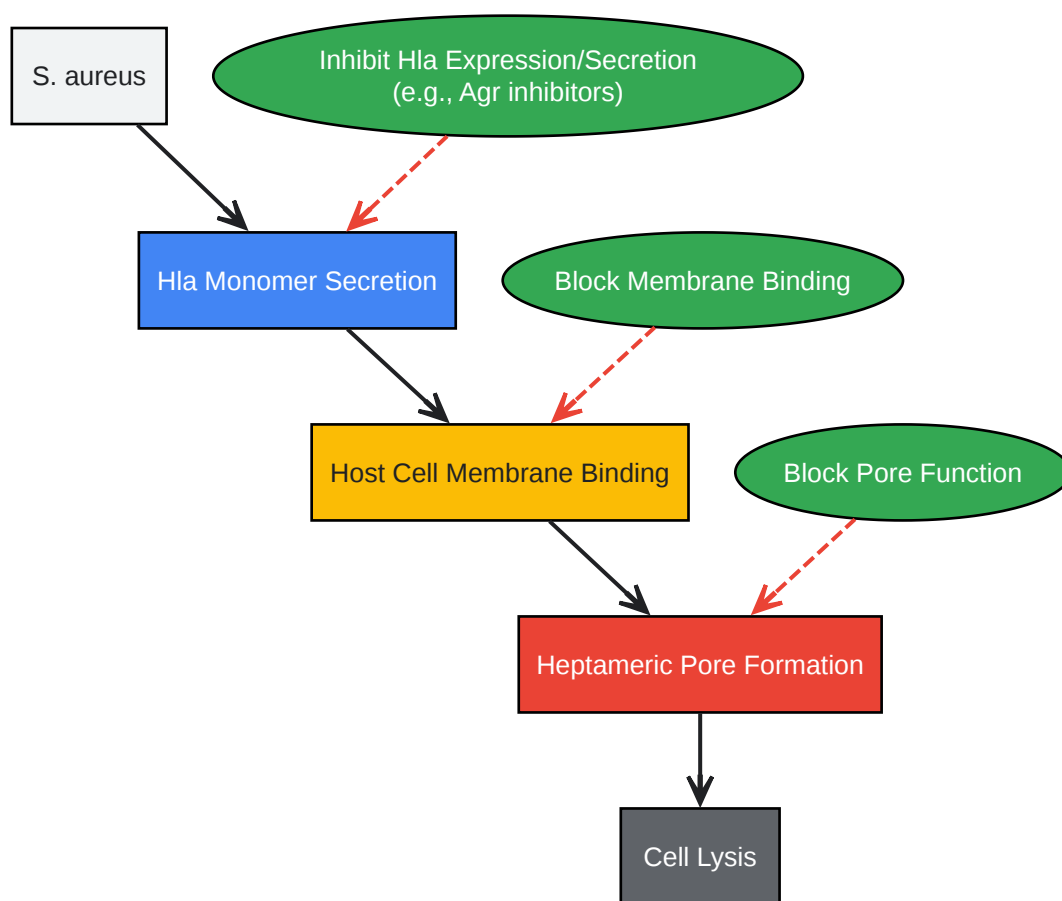 S. aureus
Inhibit Hla Expression/Secretion
(e.g., Agr inhibitors)
Hla Monomer Secretion
Block Membrane Binding
Host Cell Membrane Binding
Block Pore Function
Heptameric Pore Formation
Cell Lysis